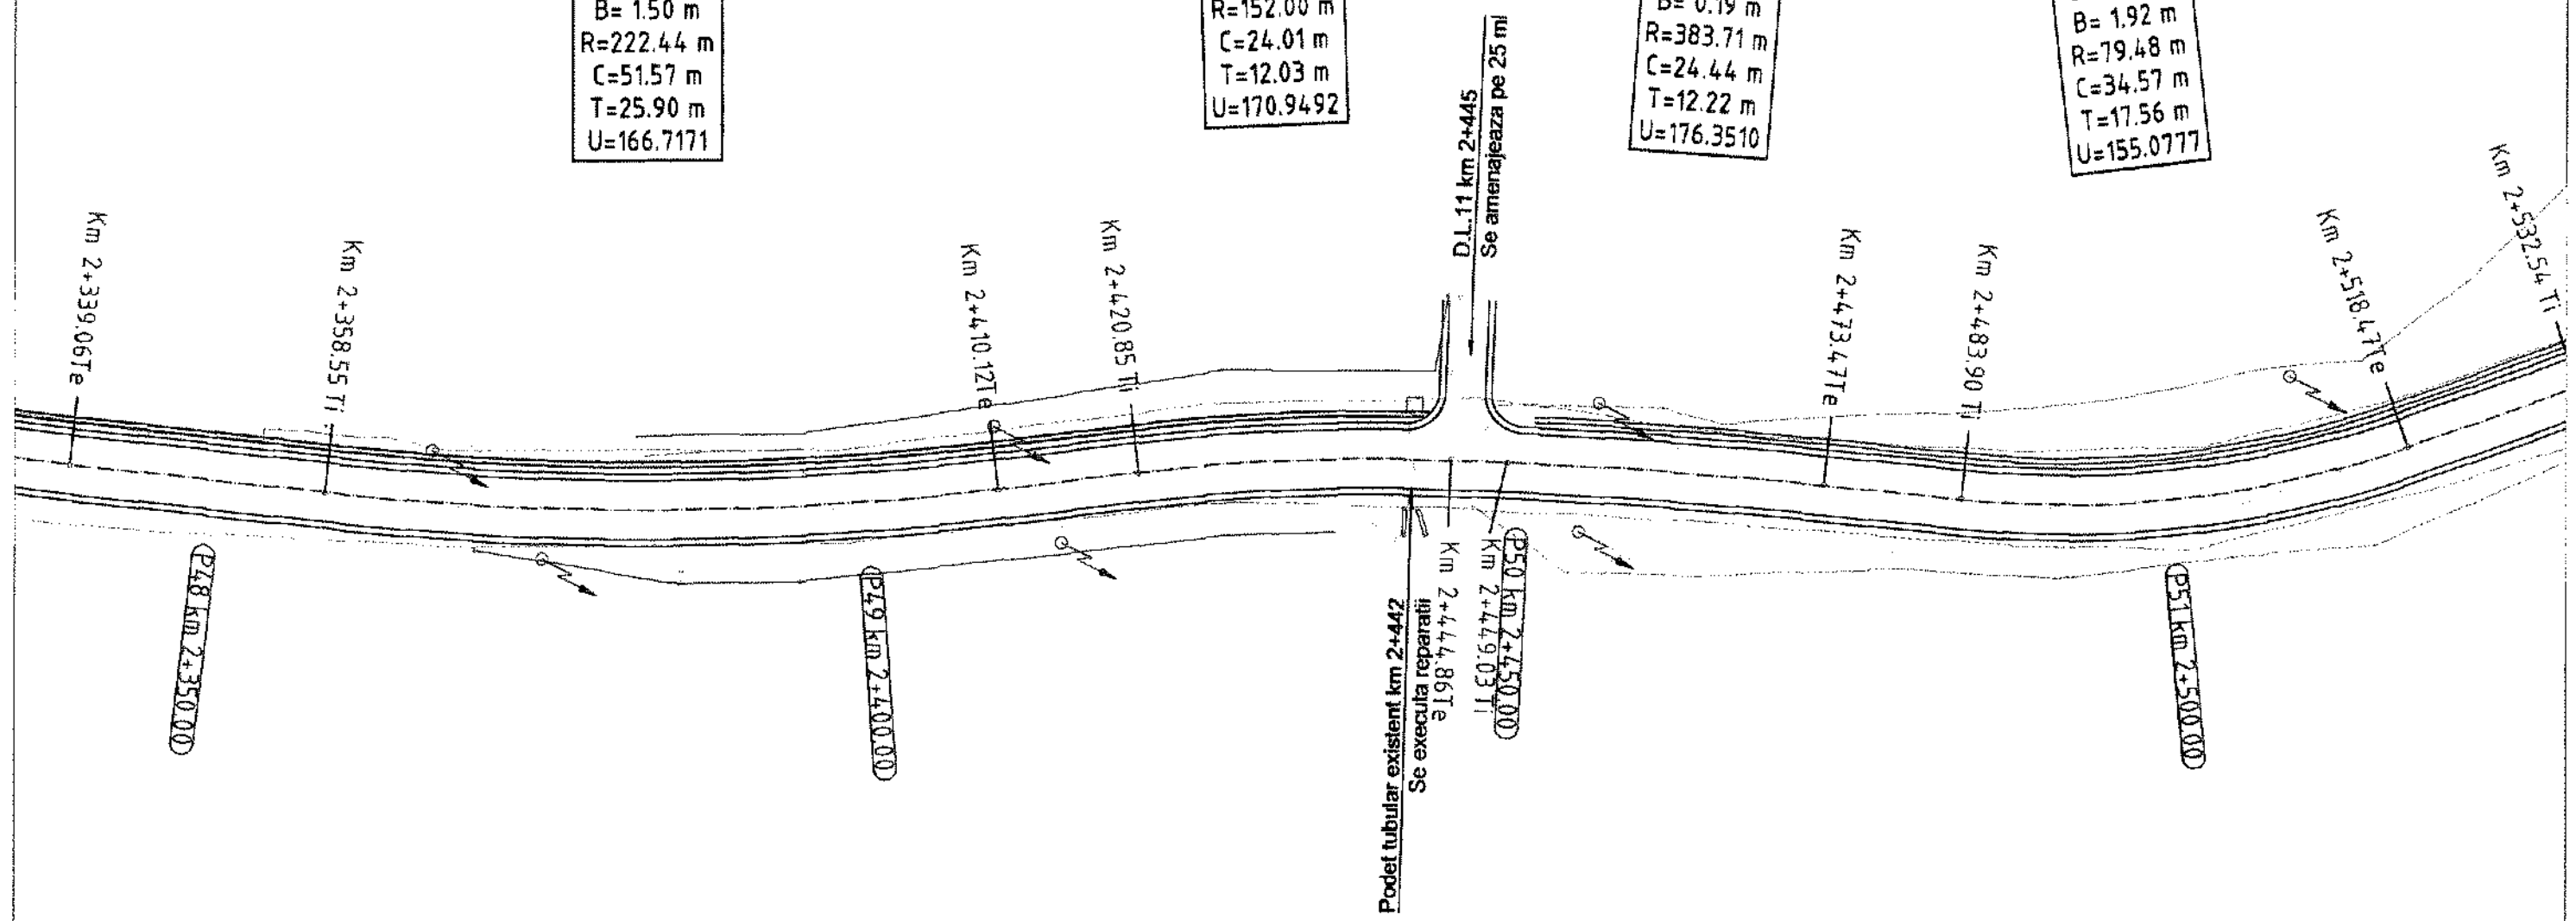 B= 1.50 m
R=222.44 m
C=51.57 m
T=25.90 m
U=166.7171
R=152.00 m
C=24.01 m
T=12.03 m
U=170.9492
B= 0.19 m
R=383.71 m
C=24.44 m
T=12.22 m
U=176.3510
B= 1.92 m
R=79.48 m
C=34.57 m
T=17.56 m
U=155.0777
D.L.11 km 2+445
Se amenajeaza pe 25 ml
Km 2+339.06Te
Km 2+358.55 Ti
Km 2+410.12Te
Km 2+420.85 Ti
Km 2+473.47Te
Km 2+483.90 Ti
Km 2+518.47Te
Km 2+532.54 Ti
P48 km 2+350.00
P49 km 2+400.00
Podet tubular existent km 2+442
Se executa reparatii
Km 2+444.86Te
Km 2+449.03 Ti
P50 km 2+450.00
P51 km 2+500.00